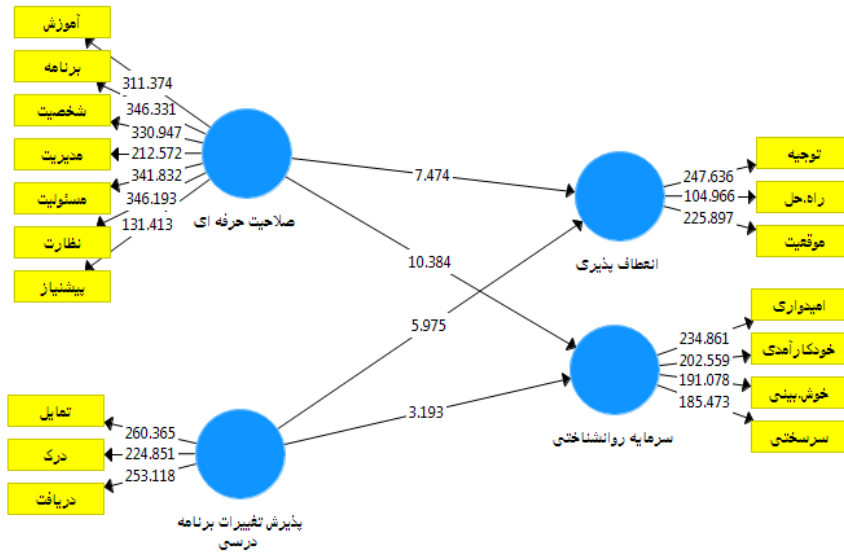 آموزش
برنامه
شخصیت
مدیریت
مسئولیت
نظارت
پیشنیاز
311.374
346.331
330.947
212.572
341.832
346.193
131.413
صلاحیت حرفه ای
7.474
10.384
5.975
3.193
انعطاف پذیری
247.636
104.966
225.897
توجیه
راه.حل
موقعیت
امیدواری
خودکارآمدی
خوش.بینی
سرسختی
234.861
202.559
191.078
185.473
سرمایه روانشناختی
تمایل
درک
دریافت
260.365
224.851
253.118
پذیرش تغییرات برنامه
درسی